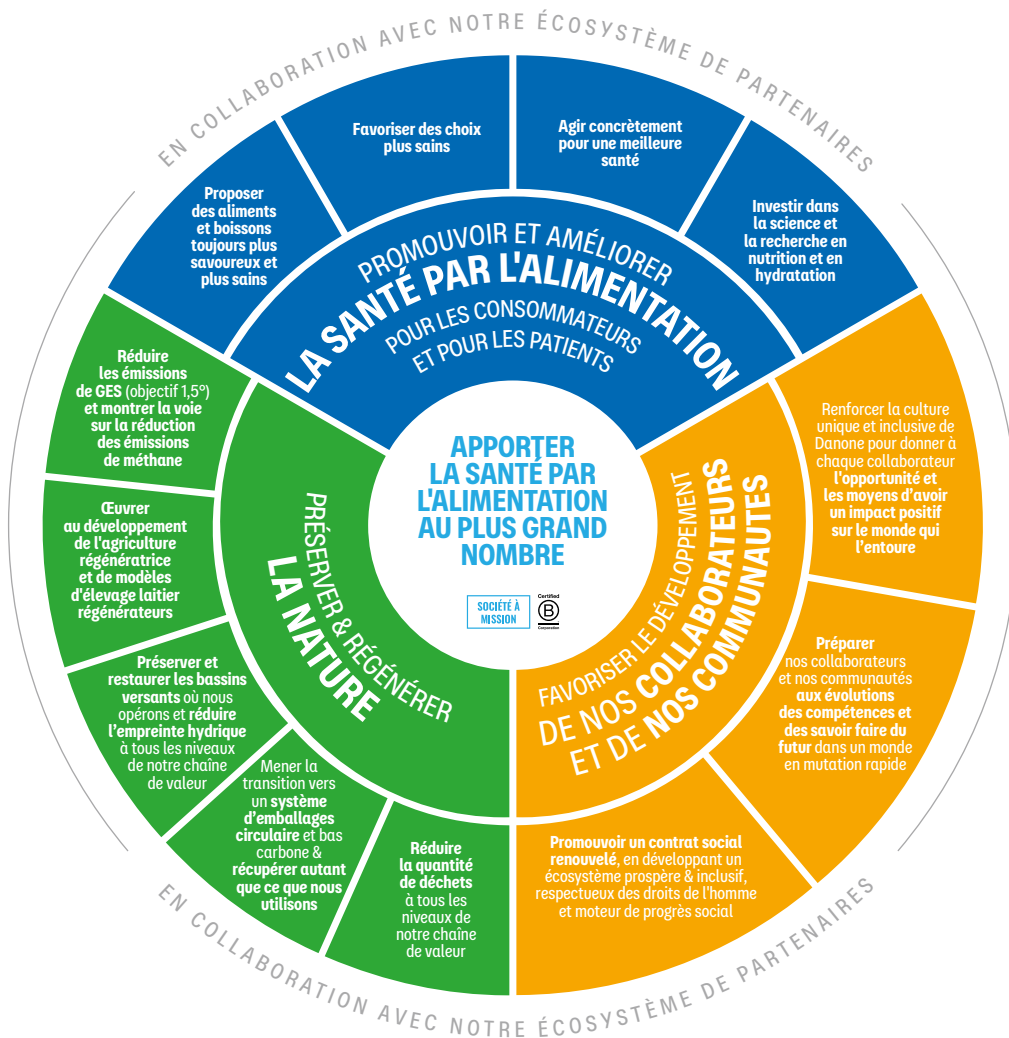 EN COLLABORATION AVEC NOTRE ÉCOSYSTÈME DE PARTENAIRES
Proposer
des aliments
et boissons
toujours plus
savoureux et
plus sains
Favoriser des choix
plus sains
Agir concrètement
pour une meilleure
santé
Investir dans
la science et
la recherche en
nutrition et en
hydratation
PROMOUVOIR ET AMÉLIORER
LA SANTÉ PAR L'ALIMENTATION
POUR LES CONSOMMATEURS
ET POUR LES PATIENTS
Renforcer la culture
unique et inclusive de
Danone pour donner à
chaque collaborateur
l'opportunité et
les moyens d'avoir
un impact positif
sur le monde qui
l'entoure
Préparer
nos collaborateurs
et nos communautés
aux évolutions
des compétences et
des savoir faire du
futur dans un monde
en mutation rapide
Promouvoir un contrat social
renouvelé, en développant un
écosystème prospère & inclusif,
respectueux des droits de l'homme
et moteur de progrès social
FAVORISER LE DÉVELOPPEMENT
DE NOS COLLABORATEURS
ET DE NOS COMMUNAUTÉS
Réduire
les émissions
de GES (objectif 1,5°)
et montrer la voie
sur la réduction
des émissions
de méthane
Œuvrer
au développement
de l'agriculture
régénératrice
et de modèles
d'élevage laitier
régénérateurs
Préserver et
restaurer les bassins
versants où nous
opérons et réduire
l'empreinte hydrique
à tous les niveaux
de notre chaîne
de valeur
Mener la
transition vers
un système
d'emballages
circulaire et bas
carbone &
récupérer autant
que ce que nous
utilisons
Réduire
la quantité
de déchets
à tous les
niveaux de
notre chaîne
de valeur
PRÉSERVER & RÉGÉNÉRER
LA NATURE
APPORTER
LA SANTÉ PAR
L'ALIMENTATION
AU PLUS GRAND
NOMBRE
SOCIÉTÉ À
MISSION
Certified
B
Corporation
EN COLLABORATION AVEC NOTRE ÉCOSYSTÈME DE PARTENAIRES